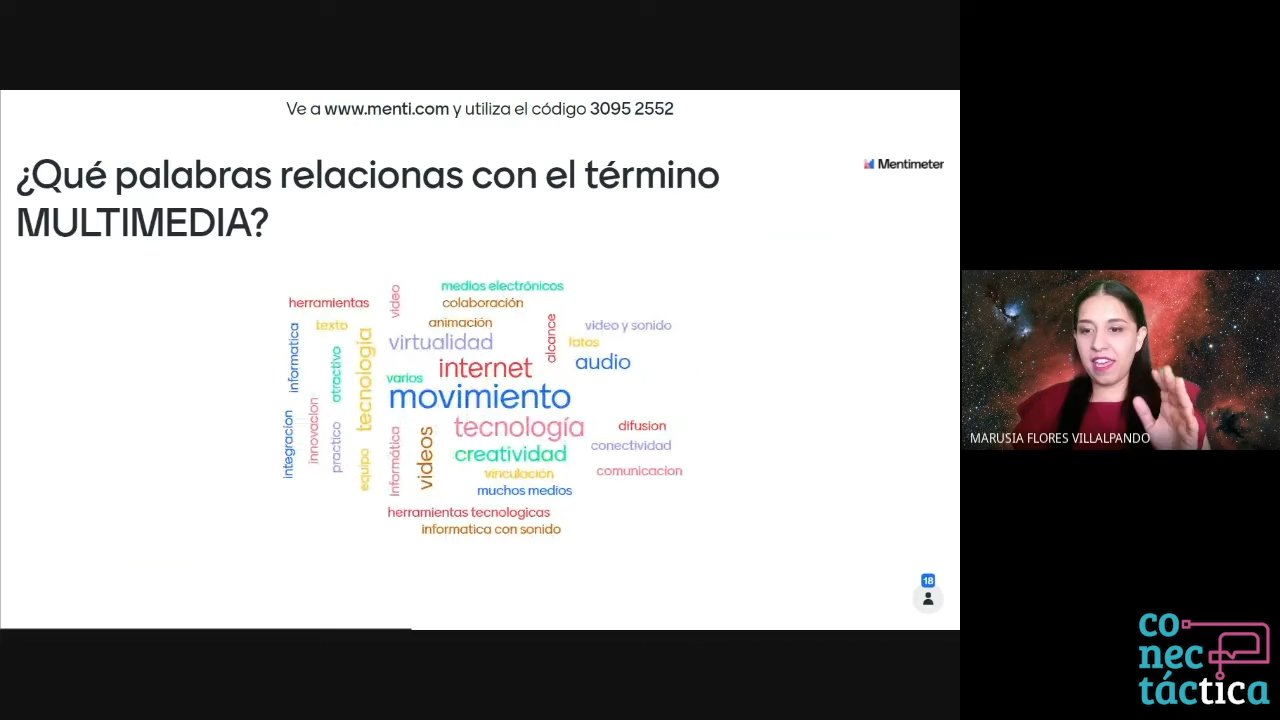 Ve a www.menti.com y utiliza el código 3095 2552
¿Qué palabras relacionas con el término
MULTIMEDIA?
Mentimeter
medios electrónicos
herramientas
video
colaboración
texto
animación
alcance
video y sonido
informatica
tecnologia
virtualidad
fotos
atractivo
internet
audio
varios
movimiento
integracion
innovacion
practico
equipo
Informática
videos
tecnología
difusion
creatividad
conectividad
vinculación
comunicacion
muchos medios
herramientas tecnologicas
informatica con sonido
18
MARUSIA FLORES VILLALPANDO
co
nec
táctica